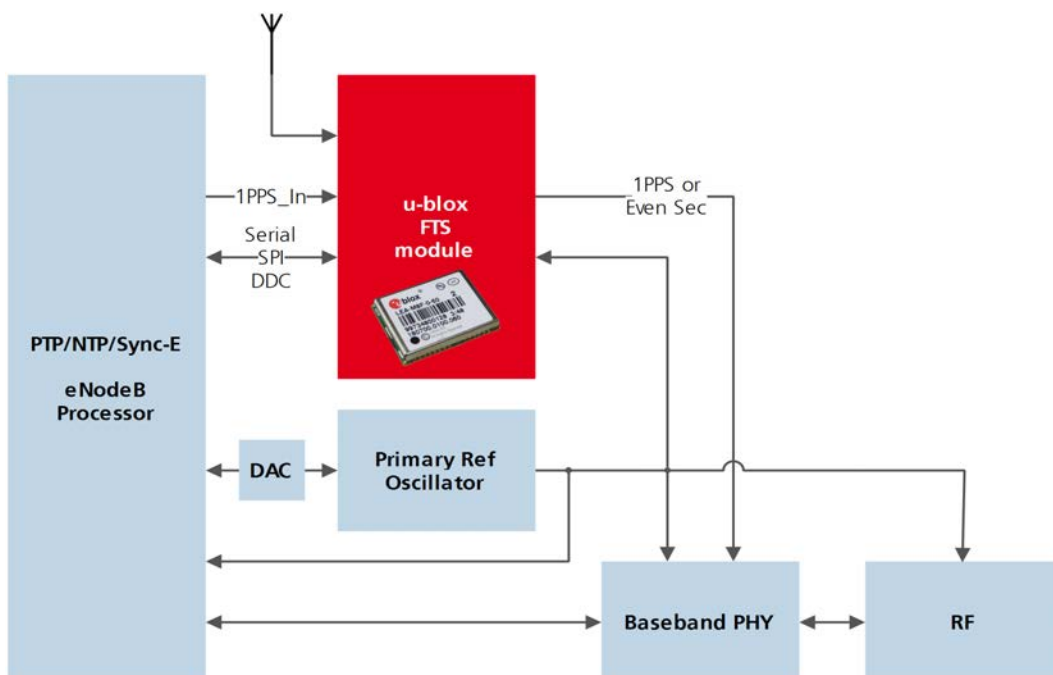 1PPS_In
Serial
SPI
DDC
u-blox
FTS
module
1PPS or
Even Sec
blox
PTP/NTP/Sync-E
eNodeB
Processor
DAC
Primary Ref
Oscillator
Baseband PHY
RF